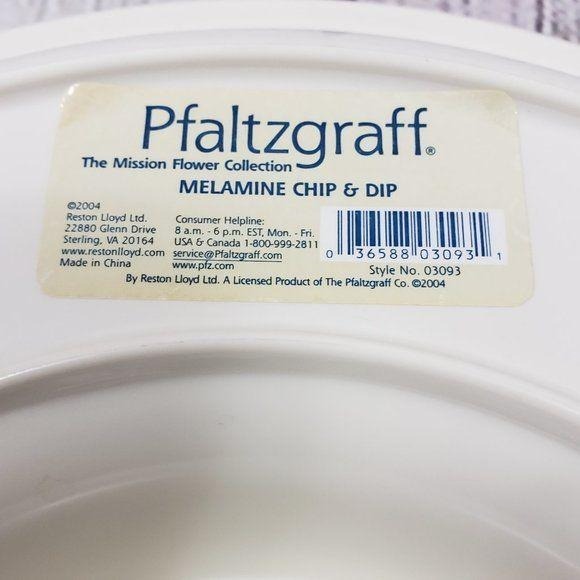 Pfaltzgraff®
The Mission Flower Collection
MELAMINE CHIP & DIP
©2004
Reston Lloyd Ltd.
22880 Glenn Drive
Sterling, VA 20164
www.restonlloyd.com
Made in China
Consumer Helpline:
8 a.m. - 6 p.m. EST, Mon. - Fri.
USA & Canada 1-800-999-2811
service@Pfaltzgraff.com
www.pfz.com
0 36588 03093 1
Style No. 03093
By Reston Lloyd Ltd. A Licensed Product of The Pfaltzgraff Co. ©2004